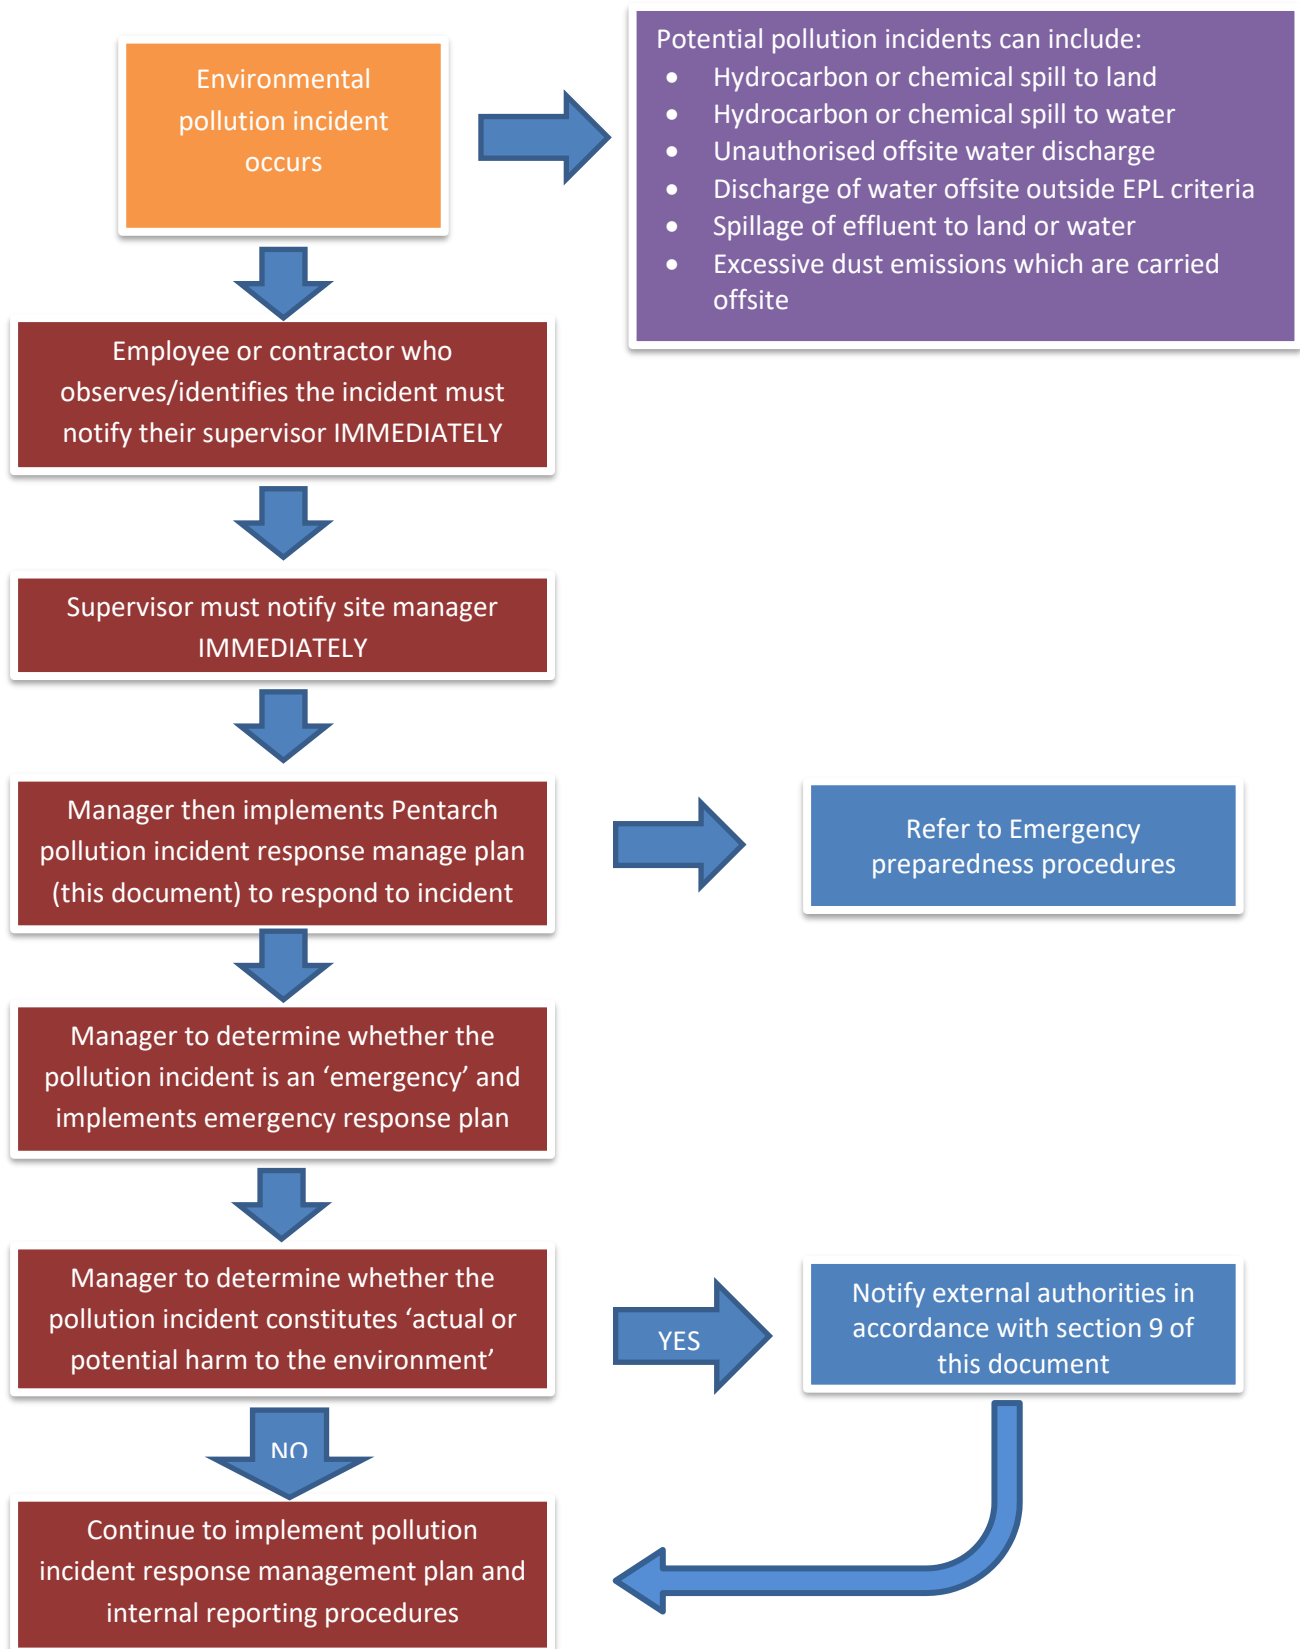 Environmental
pollution incident
occurs
Potential pollution incidents can include:
• Hydrocarbon or chemical spill to land
• Hydrocarbon or chemical spill to water
• Unauthorised offsite water discharge
• Discharge of water offsite outside EPL criteria
• Spillage of effluent to land or water
• Excessive dust emissions which are carried
offsite
Employee or contractor who
observes/identifies the incident must
notify their supervisor IMMEDIATELY
Supervisor must notify site manager
IMMEDIATELY
Manager then implements Pentarch
pollution incident response manage plan
(this document) to respond to incident
Refer to Emergency
preparedness procedures
Manager to determine whether the
pollution incident is an ‘emergency’ and
implements emergency response plan
Manager to determine whether the
pollution incident constitutes ‘actual or
potential harm to the environment’
YES
Notify external authorities in
accordance with section 9 of
this document
NO
Continue to implement pollution
incident response management plan and
internal reporting procedures